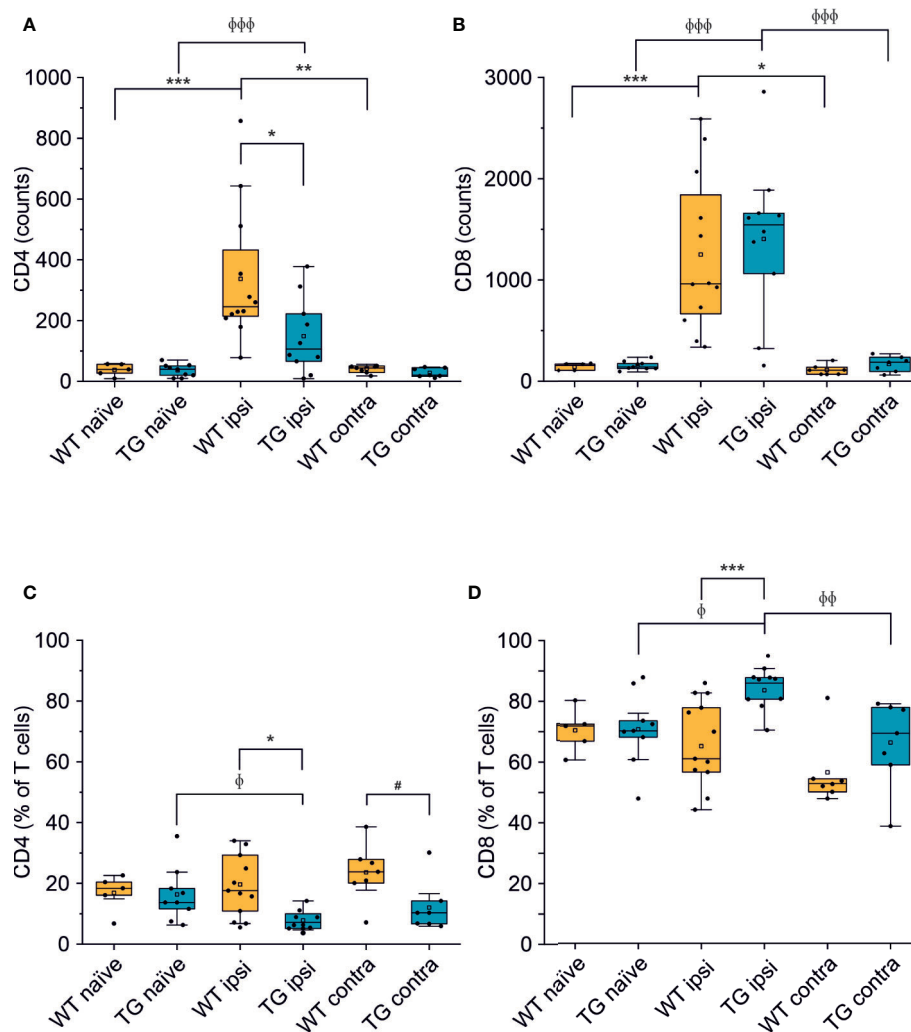 A
ϕϕϕ
***
**
*
1000
800
600
400
200
0
CD4 (counts)
WT naïve
TG naïve
WT ipsi
TG ipsi
WT contra
TG contra
B
ϕϕϕ
ϕϕϕ
***
*
3000
2000
1000
0
CD8 (counts)
WT naïve
TG naïve
WT ipsi
TG ipsi
WT contra
TG contra
C
*
ϕ
#
100
80
60
40
20
0
CD4 (% of T cells)
WT naïve
TG naïve
WT ipsi
TG ipsi
WT contra
TG contra
D
***
ϕ
ϕϕ
100
80
60
40
20
0
CD8 (% of T cells)
WT naïve
TG naïve
WT ipsi
TG ipsi
WT contra
TG contra